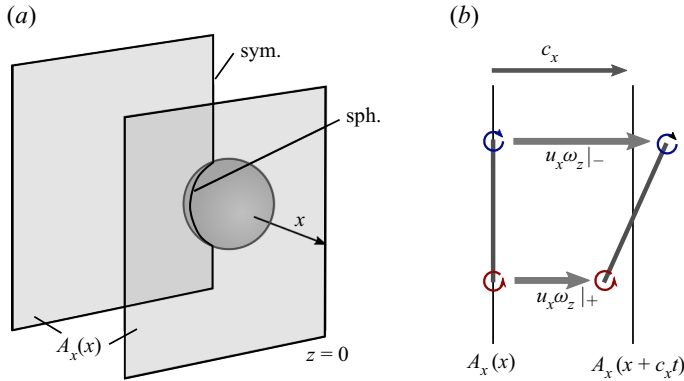 (a)
(b)
sym.
sph.
x
A_x(x)
z = 0
c_x
u_xω_z|_−
u_xω_z|_+
A_x(x)
A_x(x + c_xt)